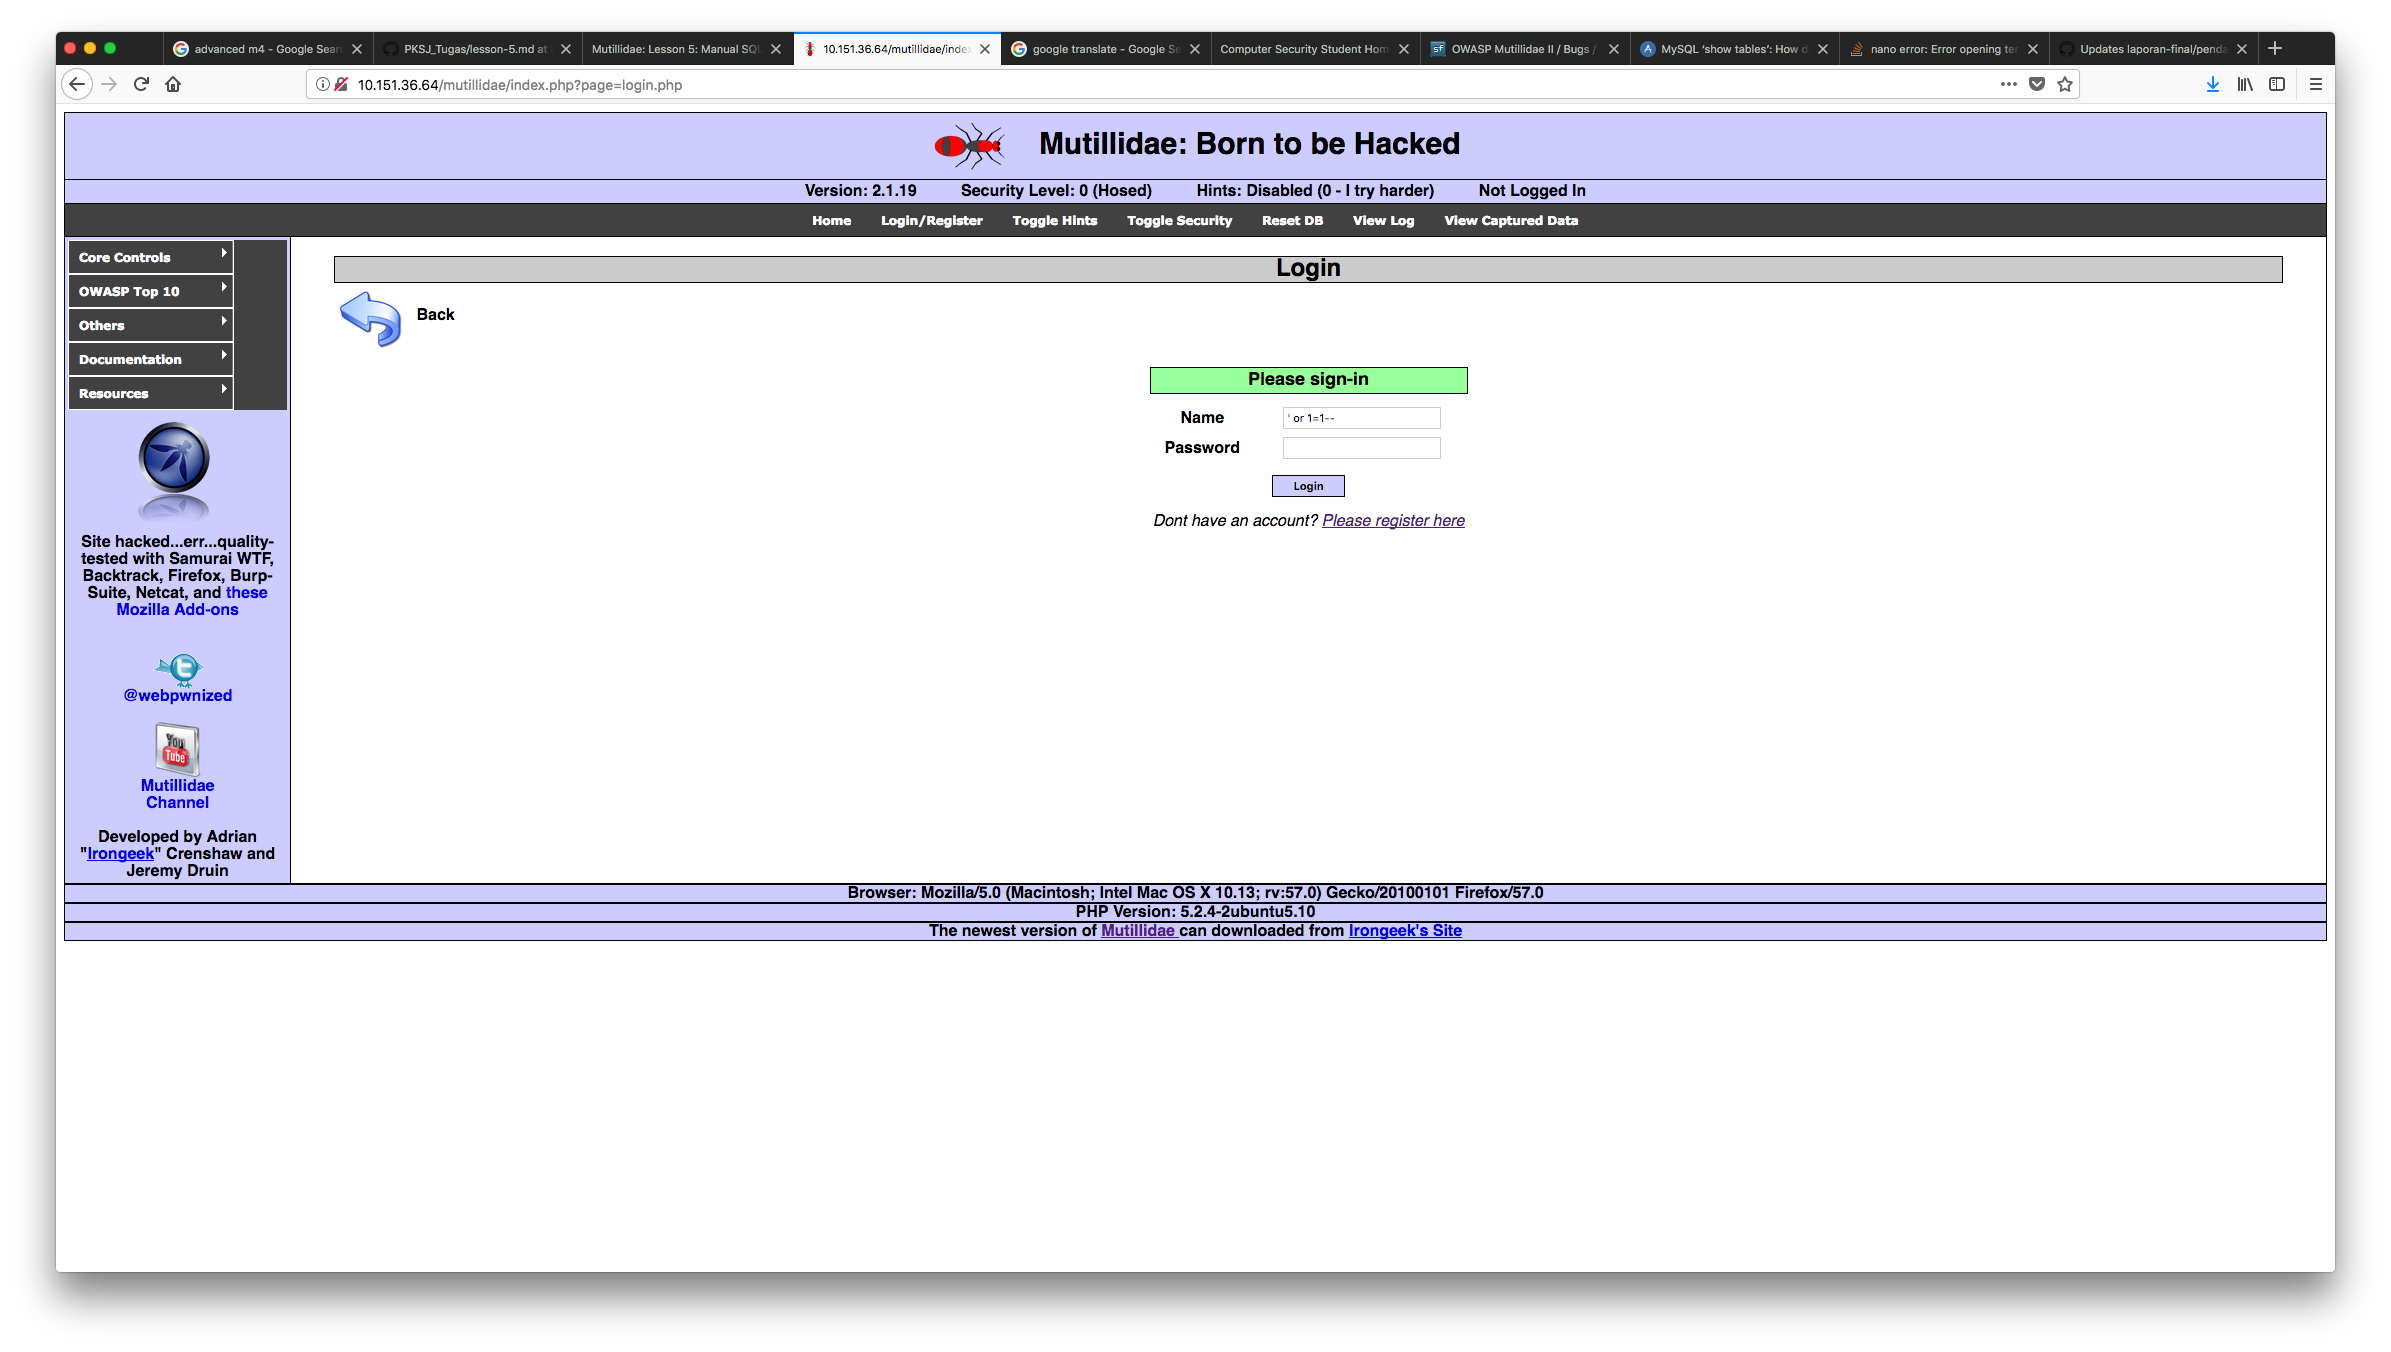 advanced m4 - Google Sear
PKSJ_Tugas/lesson-5.md at
Mutillidae: Lesson 5: Manual SQL
10.151.36.64/mutillidae/index
google translate - Google Se
Computer Security Student Hom
OWASP Mutillidae II / Bugs /
MySQL ‘show tables’: How d
nano error: Error opening ter
Updates laporan-final/penda
10.151.36.64/mutillidae/index.php?page=login.php
Mutillidae: Born to be Hacked
Version: 2.1.19 Security Level: 0 (Hosed) Hints: Disabled (0 - I try harder) Not Logged In
Home Login/Register Toggle Hints Toggle Security Reset DB View Log View Captured Data
Core Controls
OWASP Top 10
Others
Documentation
Resources
Site hacked...err...quality-
tested with Samurai WTF,
Backtrack, Firefox, Burp-
Suite, Netcat, and these
Mozilla Add-ons
@webpwnized
You
Tube
Mutillidae
Channel
Developed by Adrian
"Irongeek" Crenshaw and
Jeremy Druin
Login
Back
Please sign-in
Name ' or 1=1--
Password
Login
Dont have an account? Please register here
Browser: Mozilla/5.0 (Macintosh; Intel Mac OS X 10.13; rv:57.0) Gecko/20100101 Firefox/57.0
PHP Version: 5.2.4-2ubuntu5.10
The newest version of Mutillidae can downloaded from Irongeek's Site